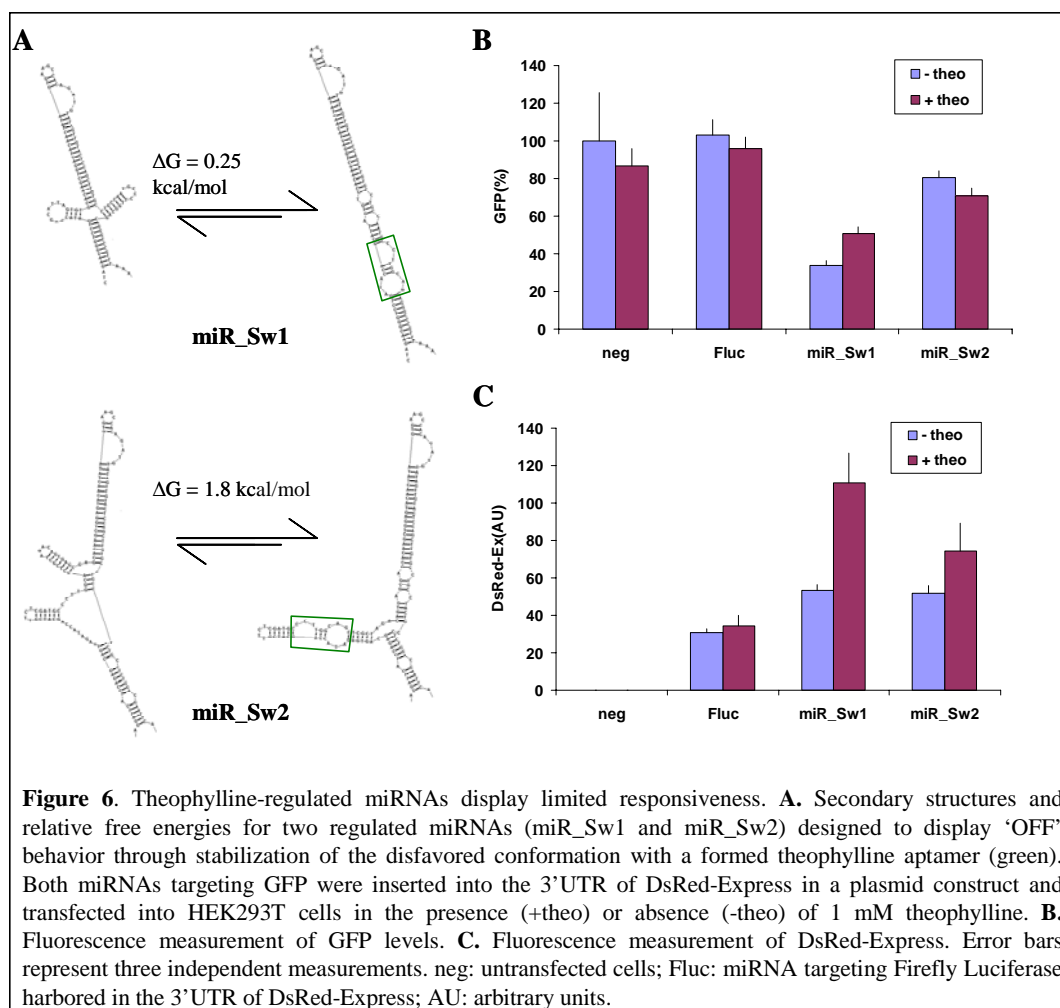 A
ΔG = 0.25
kcal/mol
miR_Sw1
ΔG = 1.8 kcal/mol
miR_Sw2
B
140
120
100
80
60
40
20
0
GFP(%)
- theo
+ theo
neg
Fluc
miR_Sw1
miR_Sw2
C
140
120
100
80
60
40
20
0
DsRed-Ex(AU)
- theo
+ theo
neg
Fluc
miR_Sw1
miR_Sw2
Figure 6. Theophylline-regulated miRNAs display limited responsiveness. A. Secondary structures and
relative free energies for two regulated miRNAs (miR_Sw1 and miR_Sw2) designed to display ‘OFF’
behavior through stabilization of the disfavored conformation with a formed theophylline aptamer (green).
Both miRNAs targeting GFP were inserted into the 3’UTR of DsRed-Express in a plasmid construct and
transfected into HEK293T cells in the presence (+theo) or absence (-theo) of 1 mM theophylline. B.
Fluorescence measurement of GFP levels. C. Fluorescence measurement of DsRed-Express. Error bars
represent three independent measurements. neg: untransfected cells; Fluc: miRNA targeting Firefly Luciferase
harbored in the 3’UTR of DsRed-Express; AU: arbitrary units.